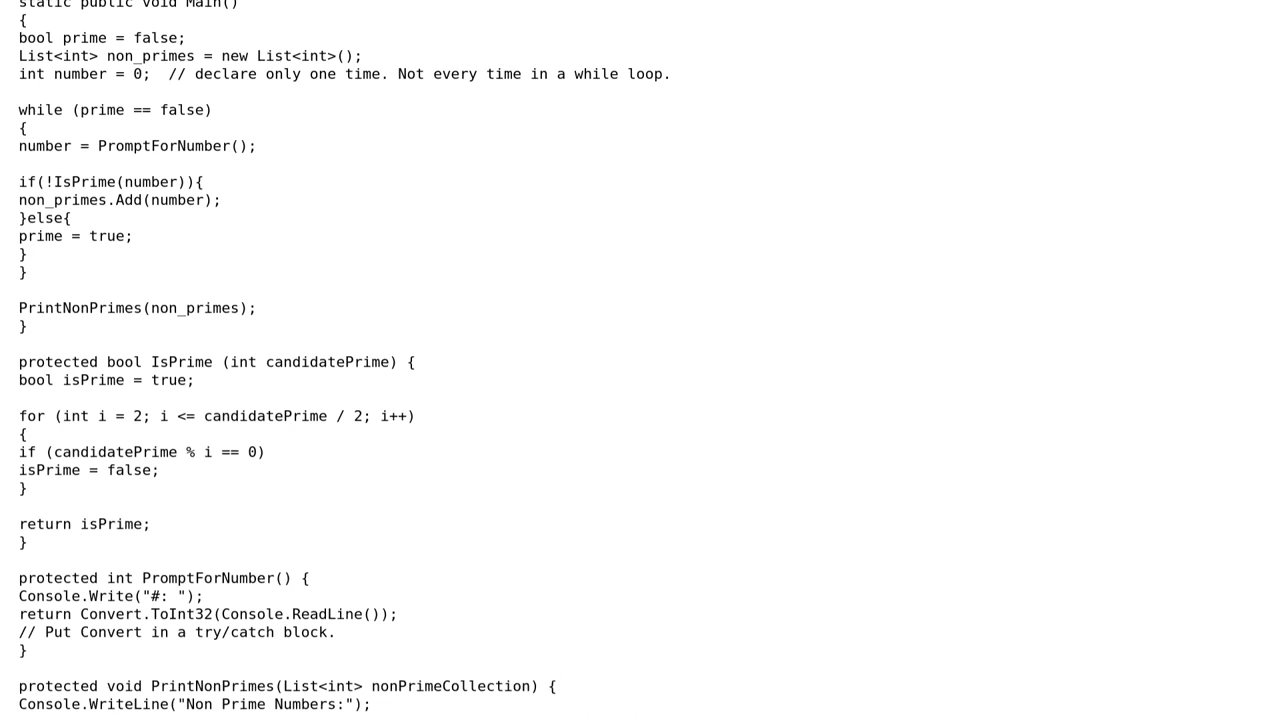 static public void Main()
{
bool prime = false;
List<int> non_primes = new List<int>();
int number = 0;  // declare only one time. Not every time in a while loop.

while (prime == false)
{
number = PromptForNumber();

if(!IsPrime(number)){
non_primes.Add(number);
}else{
prime = true;
}
}

PrintNonPrimes(non_primes);
}

protected bool IsPrime (int candidatePrime) {
bool isPrime = true;

for (int i = 2; i <= candidatePrime / 2; i++)
{
if (candidatePrime % i == 0)
isPrime = false;
}

return isPrime;
}

protected int PromptForNumber() {
Console.Write("#: ");
return Convert.ToInt32(Console.ReadLine());
// Put Convert in a try/catch block.
}

protected void PrintNonPrimes(List<int> nonPrimeCollection) {
Console.WriteLine("Non Prime Numbers:");